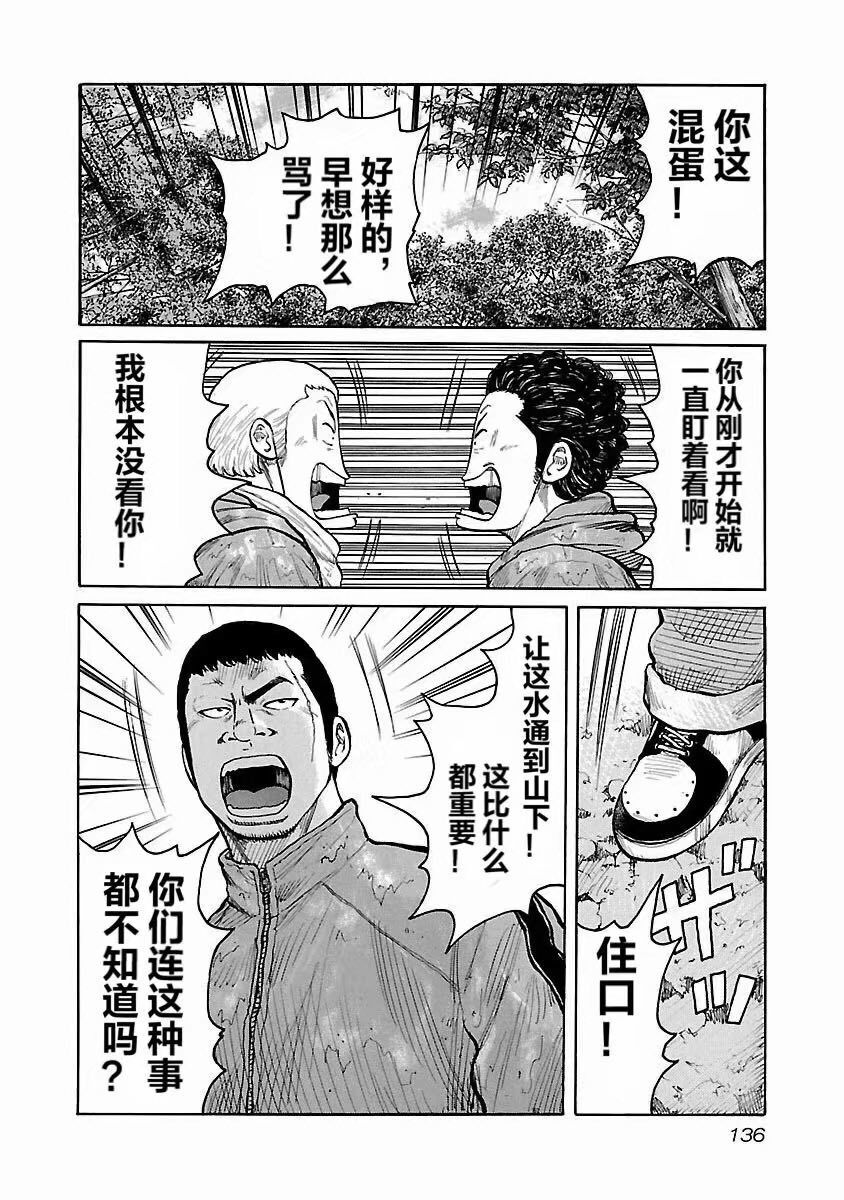 你这
混蛋！
好样的，
早想那么
骂了！
你从刚才开始就
一直盯着看啊！
我根本没看你！
住口！
ザッ
让这水通到山下！
这比什么
都重要！
你们连这种事
都不知道吗？
136